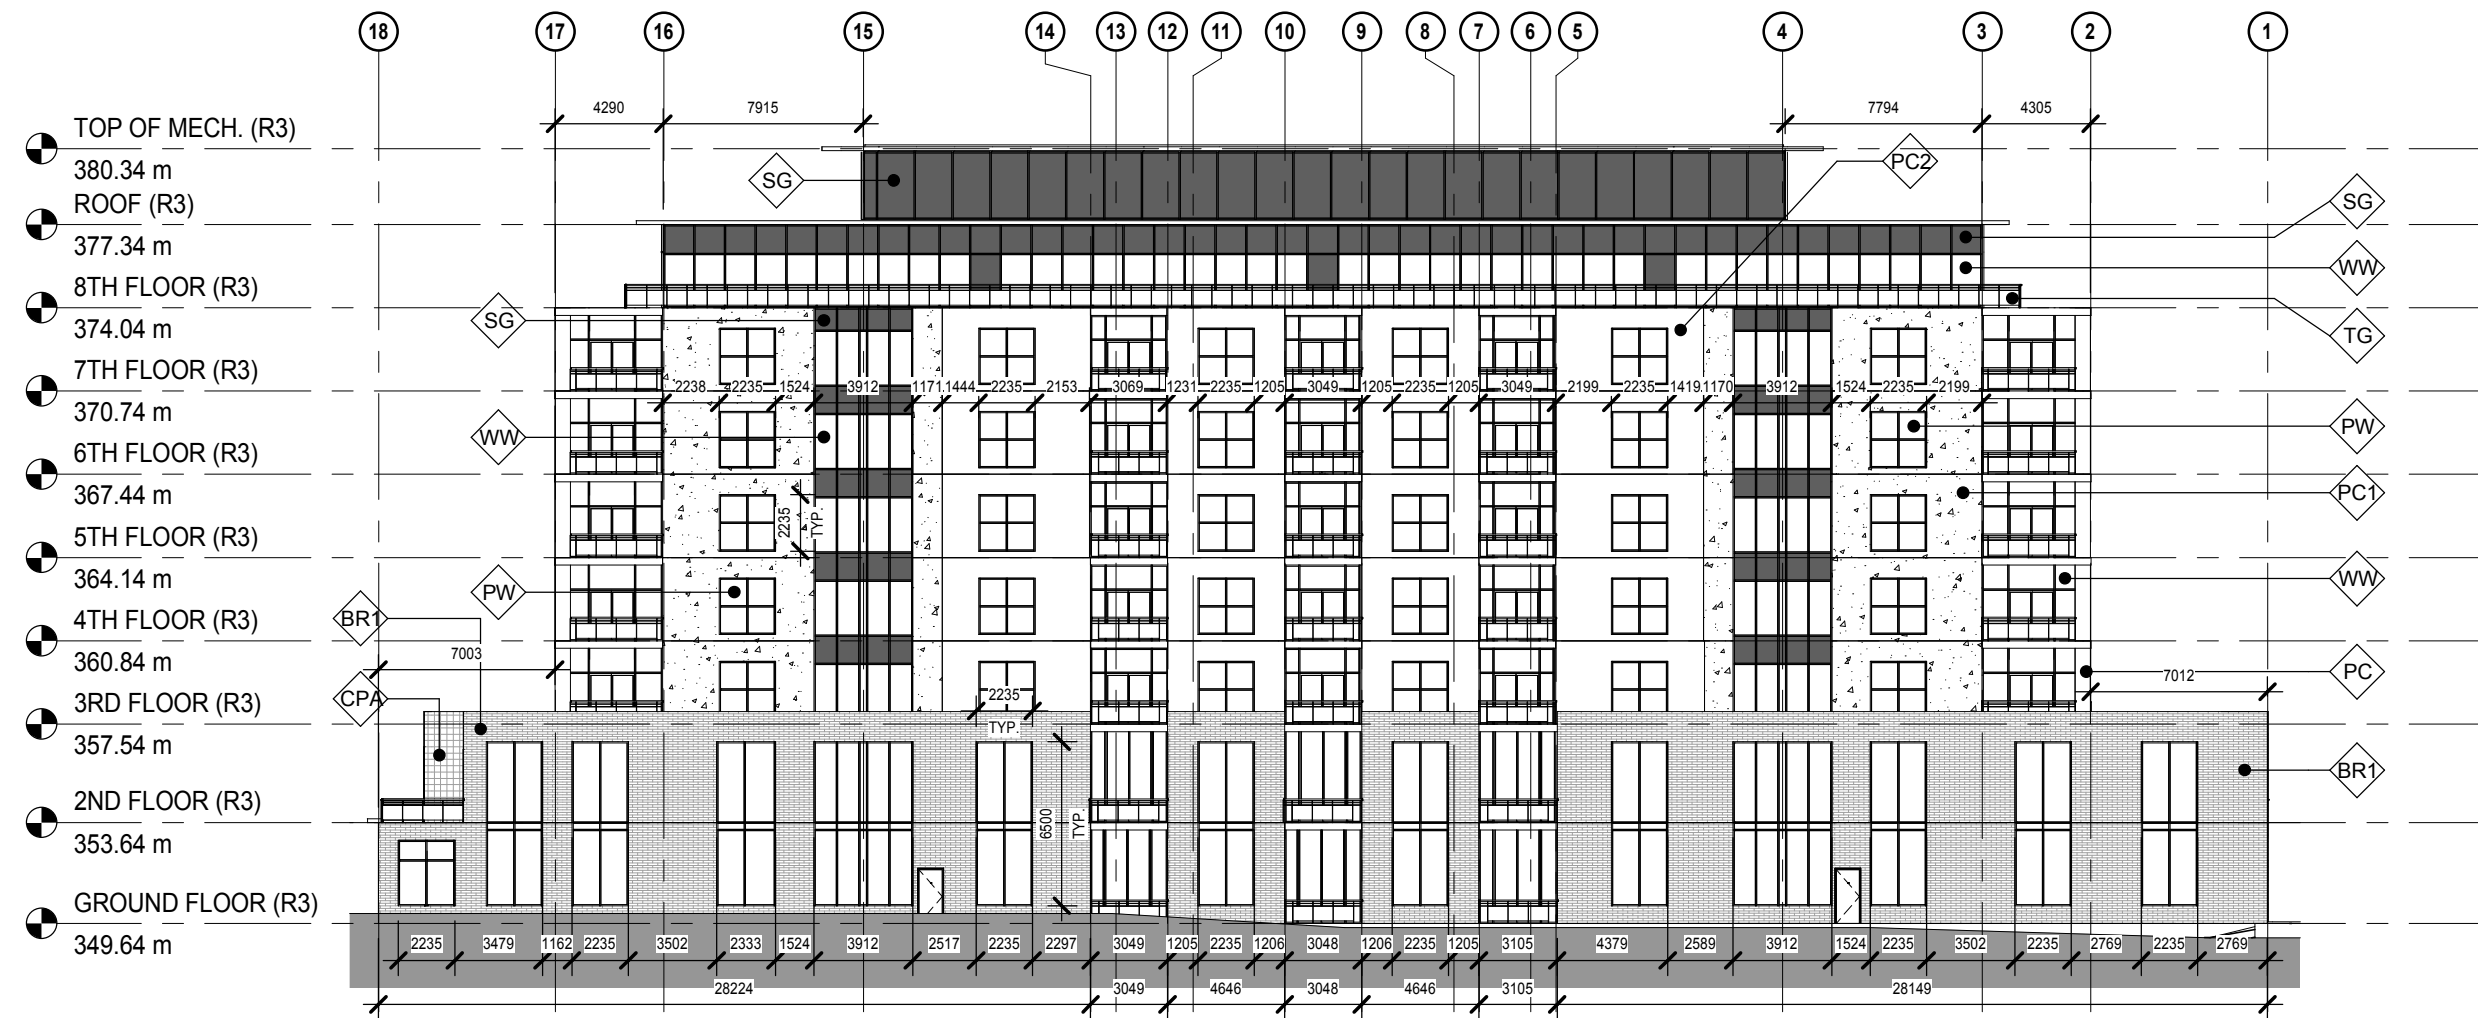 18 17 16 15 14 13 12 11 10 9 8 7 6 5 4 3 2 1
4290 7915 7794 4305
TOP OF MECH. (R3)
380.34 m
PC2
SG
ROOF (R3)
377.34 m
SG
WW
8TH FLOOR (R3)
374.04 m
SG
TG
7TH FLOOR (R3)
370.74 m
2238 2235 1524 3912 1171 1444 2235 2153 3069 1231 2235 1205 3049 1205 2235 1205 3049 2199 2235 1419 1170 3912 1524 2235 2199
WW
PW
6TH FLOOR (R3)
367.44 m
PC1
2235
TYP.
5TH FLOOR (R3)
364.14 m
WW
PW
4TH FLOOR (R3)
360.84 m
BR1
7003
PC
7012
3RD FLOOR (R3)
357.54 m
CPA
2235
TYP.
BR1
2ND FLOOR (R3)
353.64 m
6500
TYP.
GROUND FLOOR (R3)
349.64 m
2235 3479 1162 2235 3502 2333 1524 3912 2517 2235 2297 3049 1205 2235 1206 3048 1206 2235 1205 3105 4379 2589 3912 1524 2235 3502 2235 2769 2235 2769
28224 3049 4646 3048 4646 3105 28149